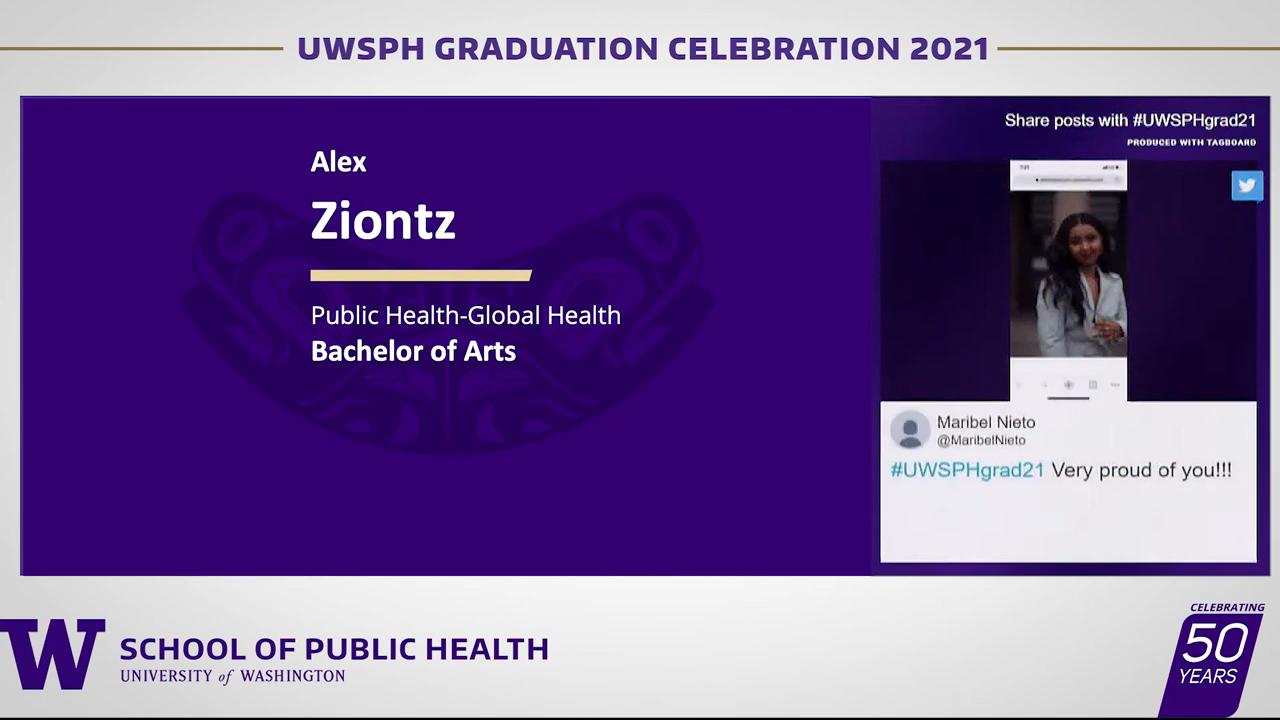 UWSPH GRADUATION CELEBRATION 2021
Alex
Ziontz
Public Health-Global Health
Bachelor of Arts
Share posts with #UWSPHgrad21
PRODUCED WITH TAGBOARD
Maribel Nieto
@MaribelNieto
#UWSPHgrad21 Very proud of you!!!
W
SCHOOL OF PUBLIC HEALTH
UNIVERSITY of WASHINGTON
CELEBRATING
50
YEARS